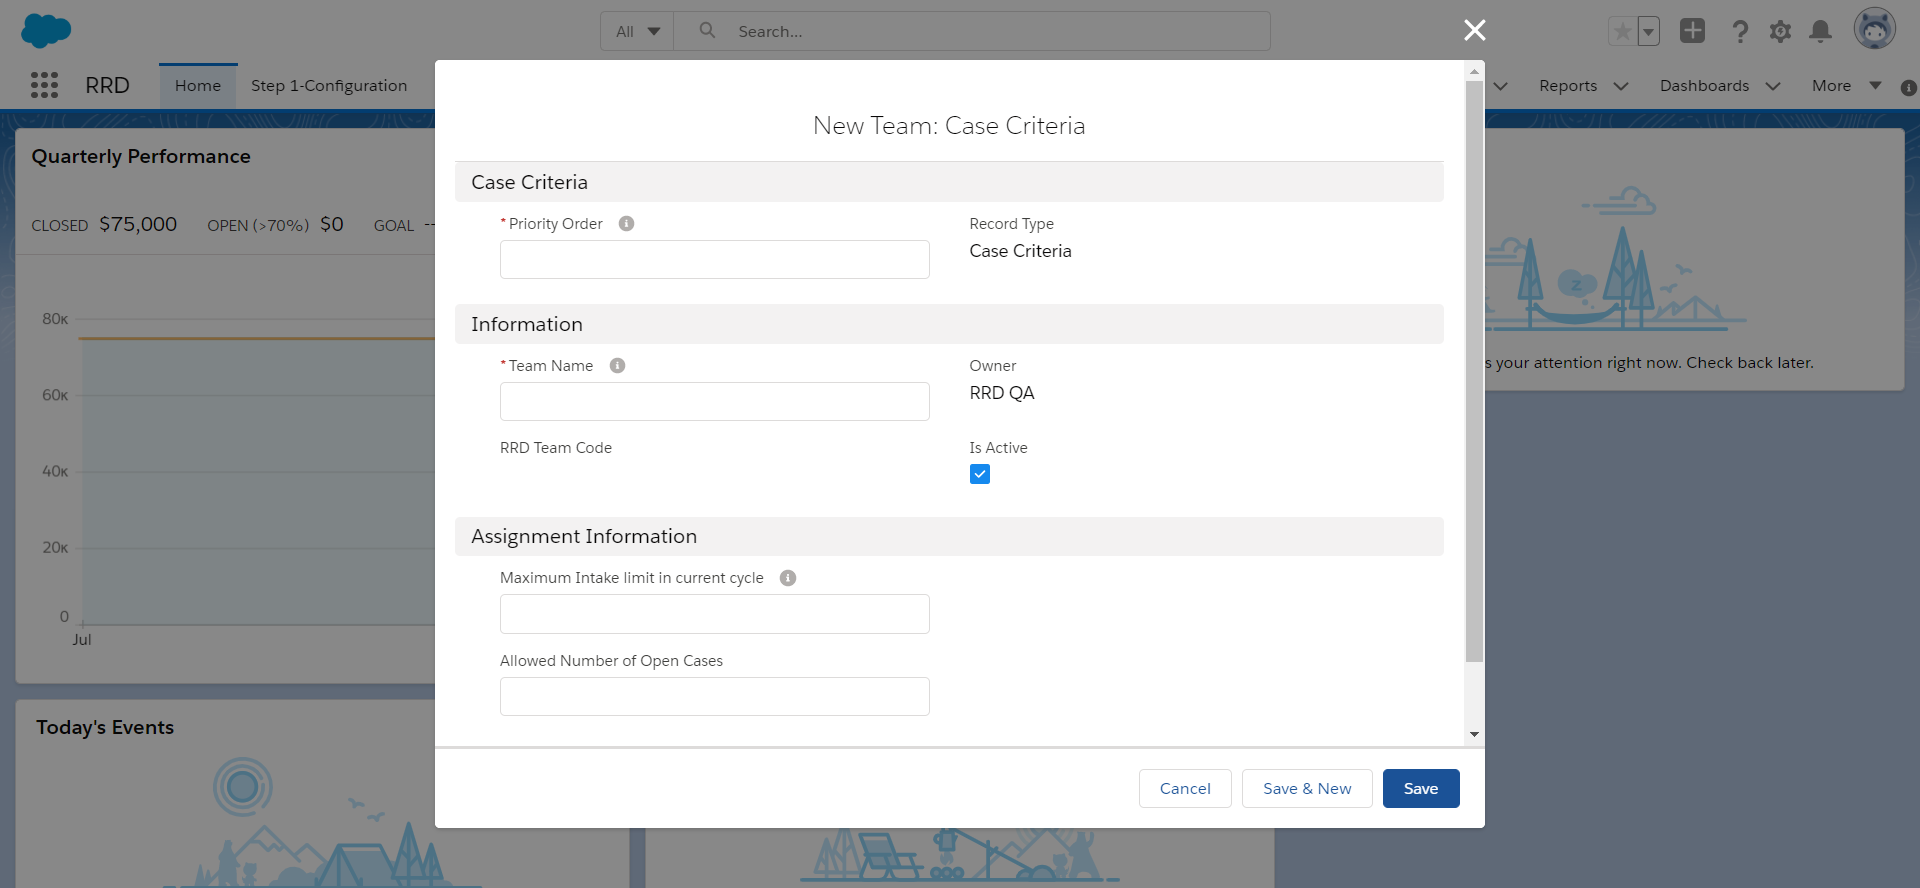 All
Search...
RRD
Home
Step 1-Configuration
Reports
Dashboards
More
Quarterly Performance
CLOSED $75,000 OPEN (>70%) $0 GOAL --
80K
60K
40K
20K
0
Jul
Today's Events
New Team: Case Criteria
Case Criteria
* Priority Order
Record Type
Case Criteria
Information
* Team Name
Owner
RRD QA
RRD Team Code
Is Active
Assignment Information
Maximum Intake limit in current cycle
Allowed Number of Open Cases
Cancel
Save & New
Save
z
s your attention right now. Check back later.